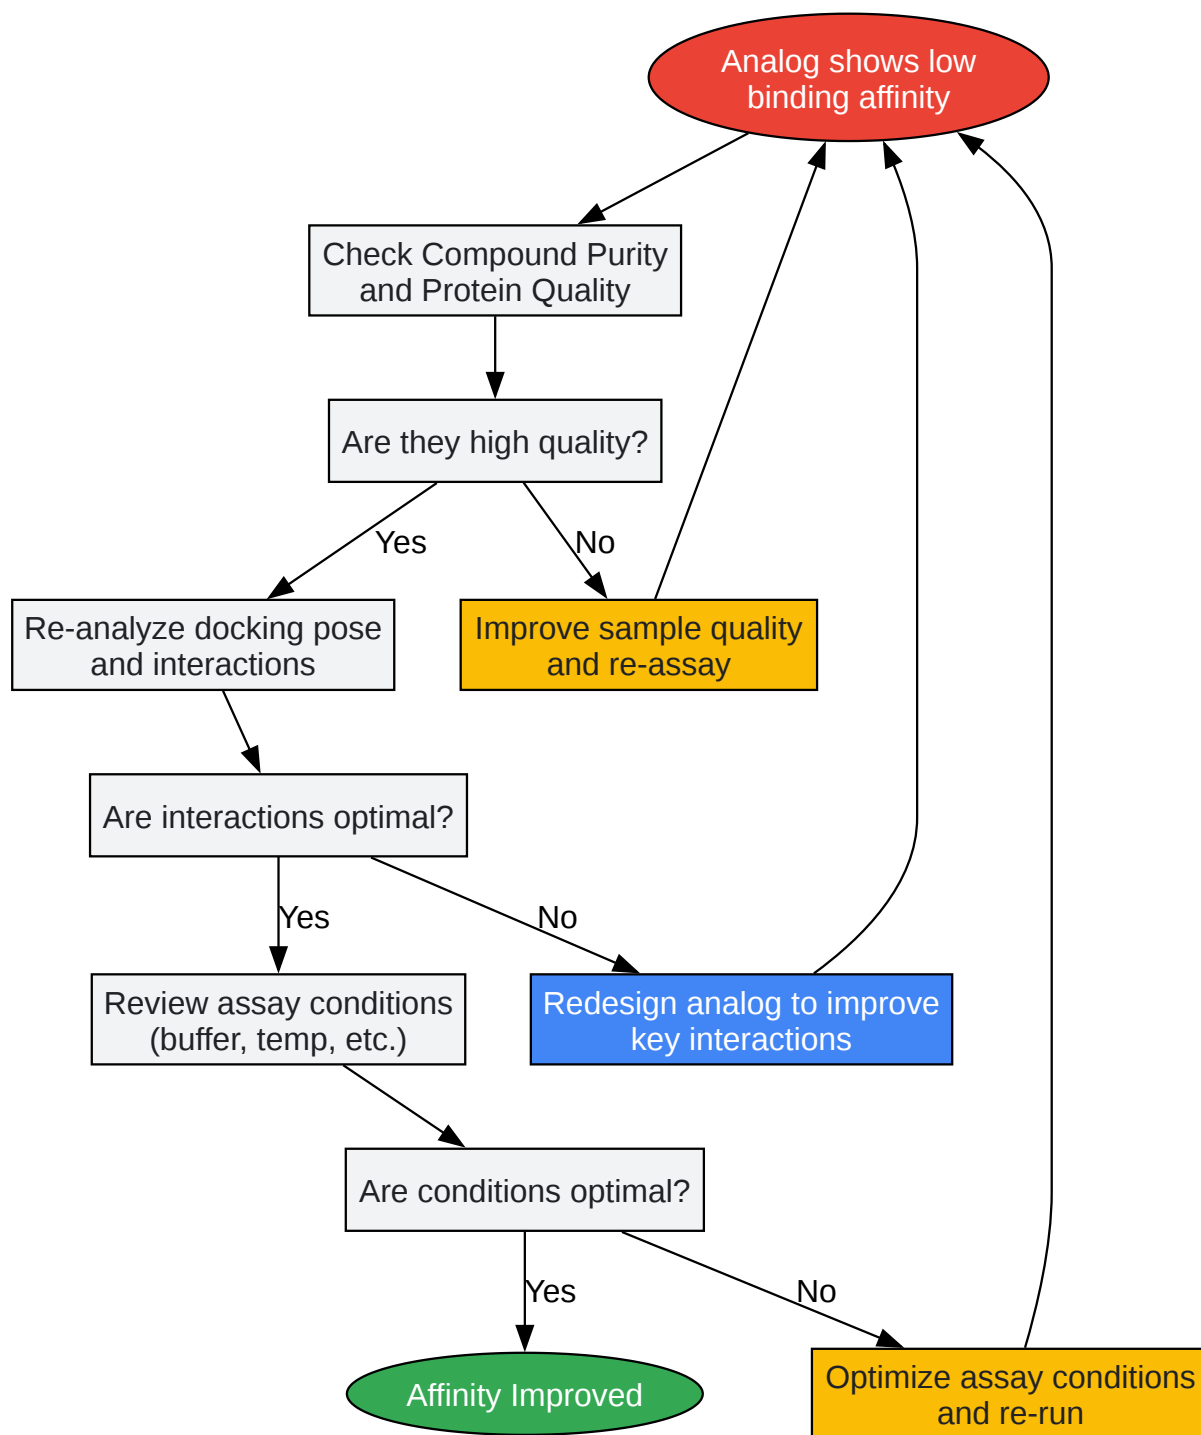 Analog shows low
binding affinity
Check Compound Purity
and Protein Quality
Are they high quality?
Yes
No
Re-analyze docking pose
and interactions
Improve sample quality
and re-assay
Are interactions optimal?
Yes
No
Review assay conditions
(buffer, temp, etc.)
Redesign analog to improve
key interactions
Are conditions optimal?
Yes
No
Affinity Improved
Optimize assay conditions
and re-run